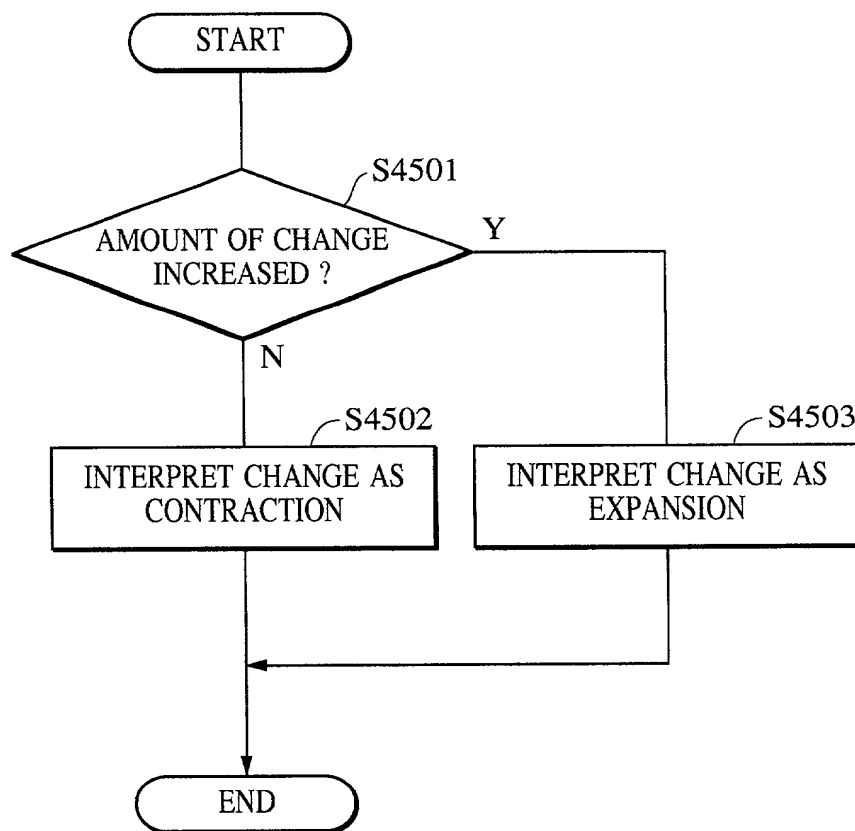 START
S4501
AMOUNT OF CHANGE
INCREASED ?
Y
N
S4502
INTERPRET CHANGE AS
CONTRACTION
S4503
INTERPRET CHANGE AS
EXPANSION
END